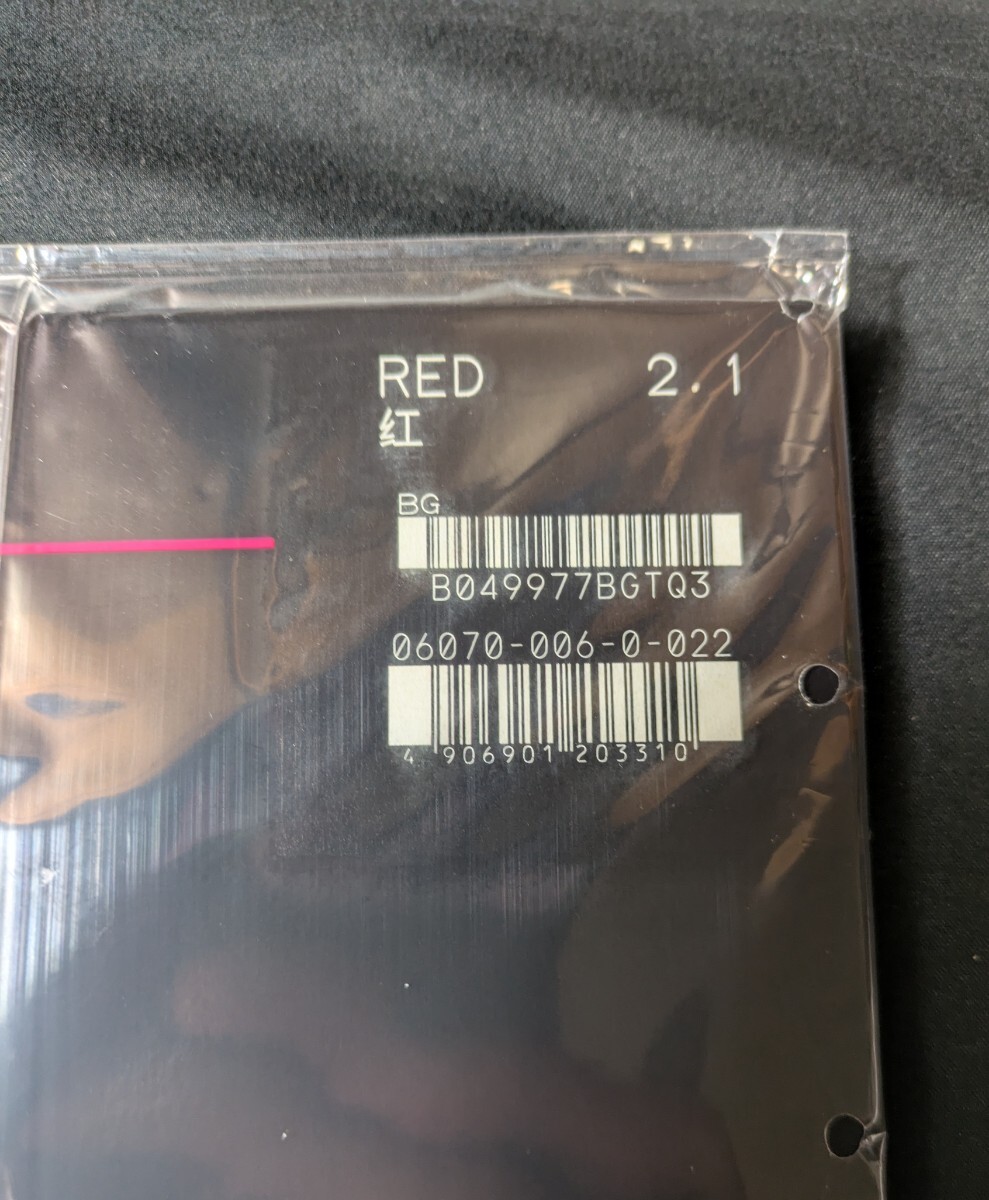 RED 2.1
红
BG
B049977BGTQ3
06070-006-0-022
4 906901 203310